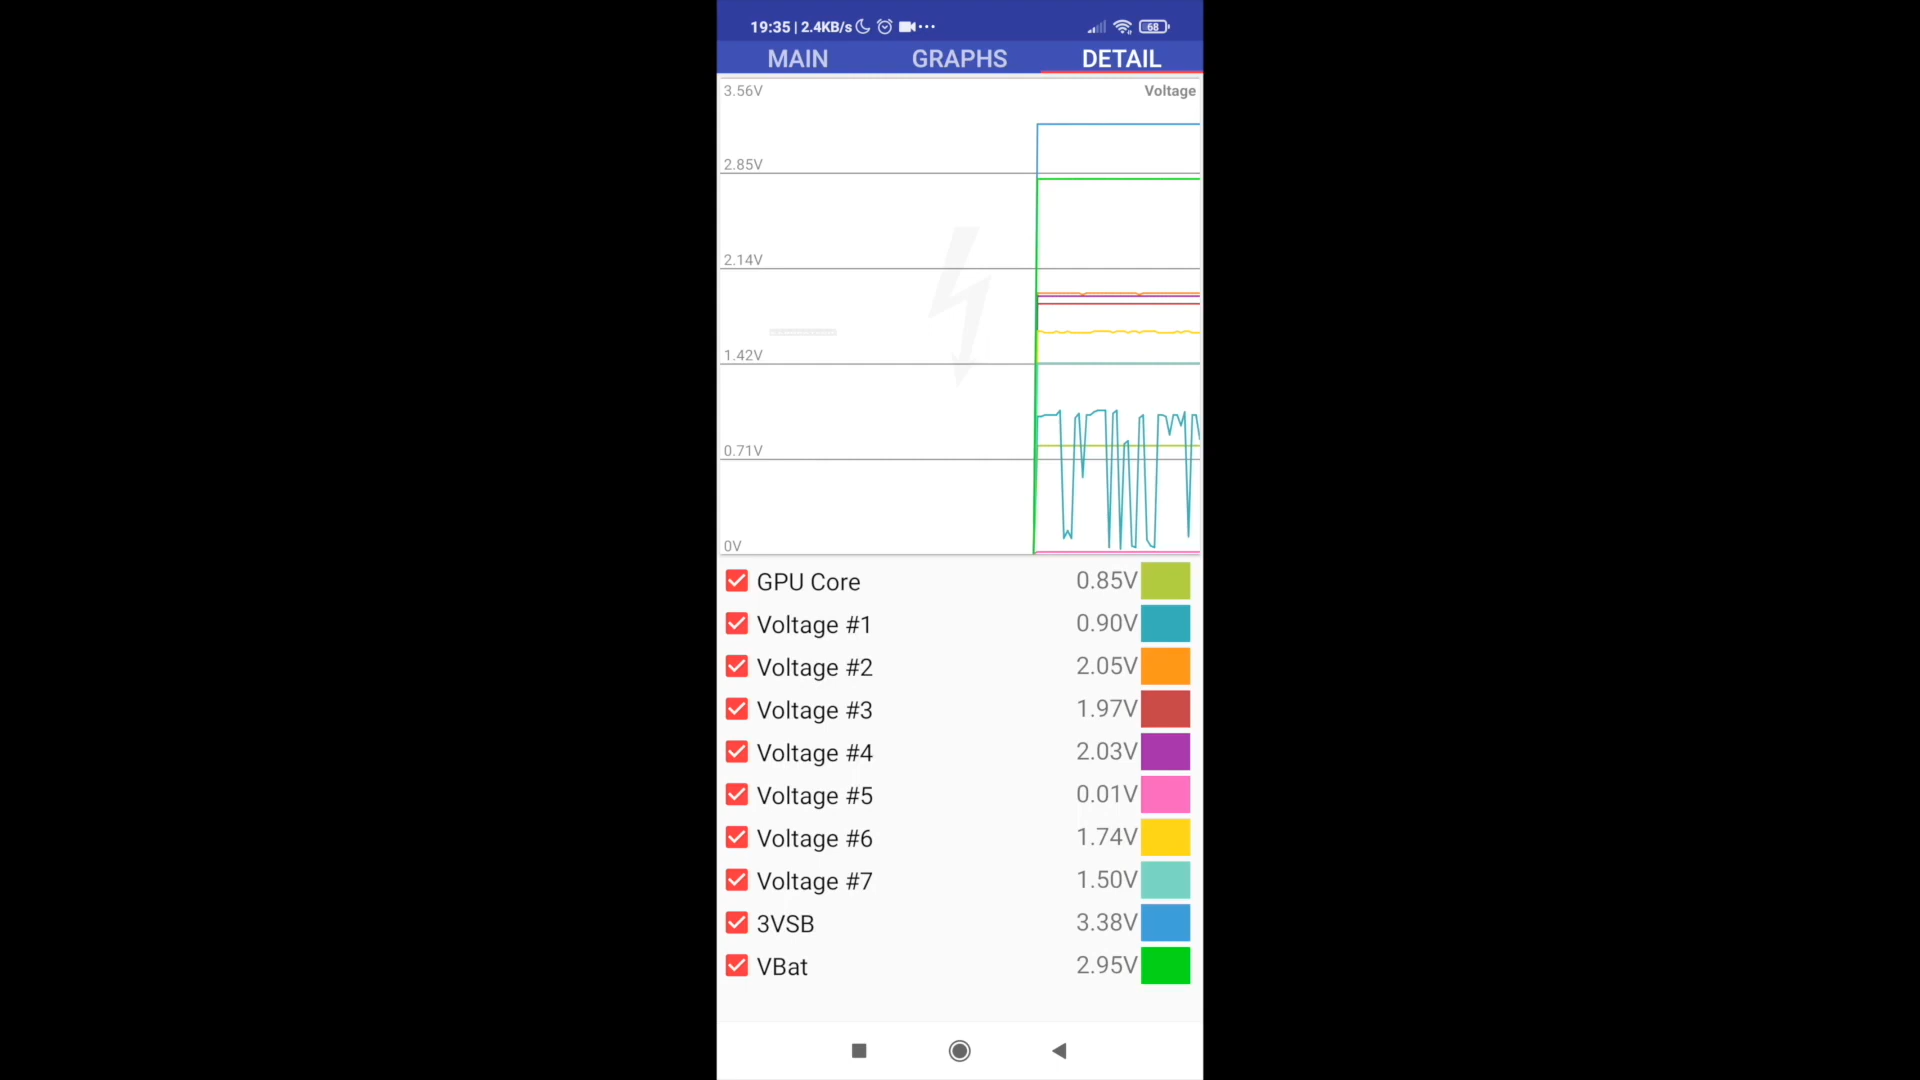 19:35 | 2.4KB/s ... 68
MAIN GRAPHS DETAIL
3.56V Voltage
2.85V
2.14V
1.42V
0.71V
0V
GPU Core 0.85V
Voltage #1 0.90V
Voltage #2 2.05V
Voltage #3 1.97V
Voltage #4 2.03V
Voltage #5 0.01V
Voltage #6 1.74V
Voltage #7 1.50V
3VSB 3.38V
VBat 2.95V